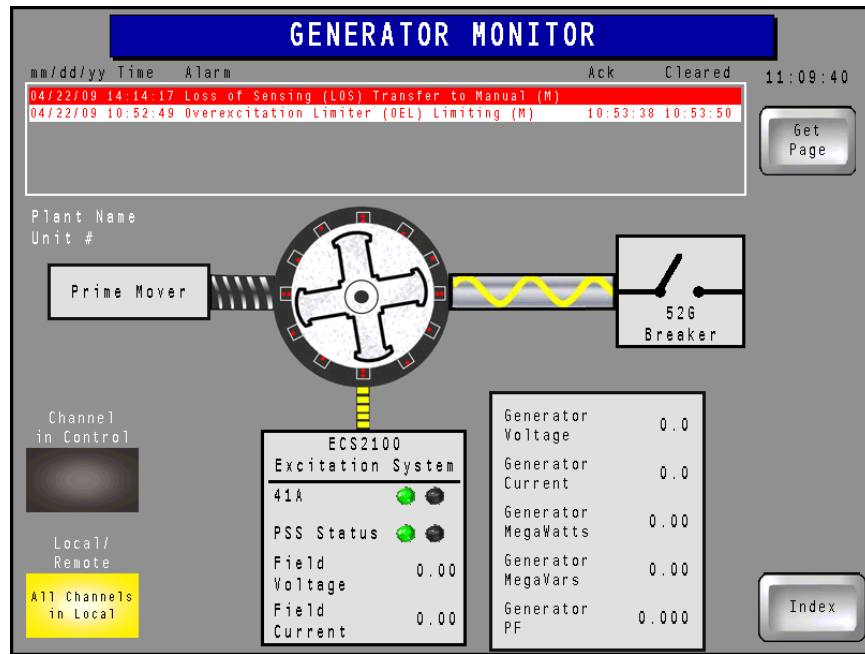 GENERATOR MONITOR
mm/dd/yy Time Alarm Ack Cleared
11:09:40
04/22/09 14:14:17 Loss of Sensing (LOS) Transfer to Manual (M)
04/22/09 10:52:49 Overexcitation Limiter (OEL) Limiting (M) 10:53:38 10:53:50
Get
Page
Plant Name
Unit #
Prime Mover
52G
Breaker
Channel
in Control
Local/
Remote
All Channels
in Local
ECS2100
Excitation System
41A
PSS Status
Field
Voltage 0.00
Field
Current 0.00
Generator
Voltage 0.0
Generator
Current 0.0
Generator
MegaWatts 0.00
Generator
MegaVars 0.00
Generator
PF 0.000
Index